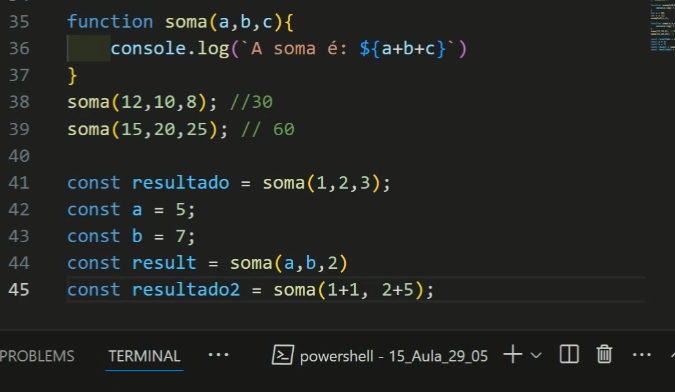 35 function soma(a,b,c){
36     console.log(`A soma é: ${a+b+c}`)
37 }
38 soma(12,10,8); //30
39 soma(15,20,25); // 60
40
41 const resultado = soma(1,2,3);
42 const a = 5;
43 const b = 7;
44 const result = soma(a,b,2)
45 const resultado2 = soma(1+1, 2+5);
PROBLEMS TERMINAL ··· powershell - 15_Aula_29_05 ···